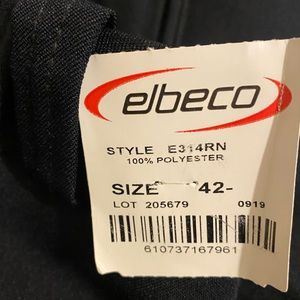 elbeco
STYLE E314RN
100% POLYESTER
SIZE 42-
LOT 205679 0919
610737167961